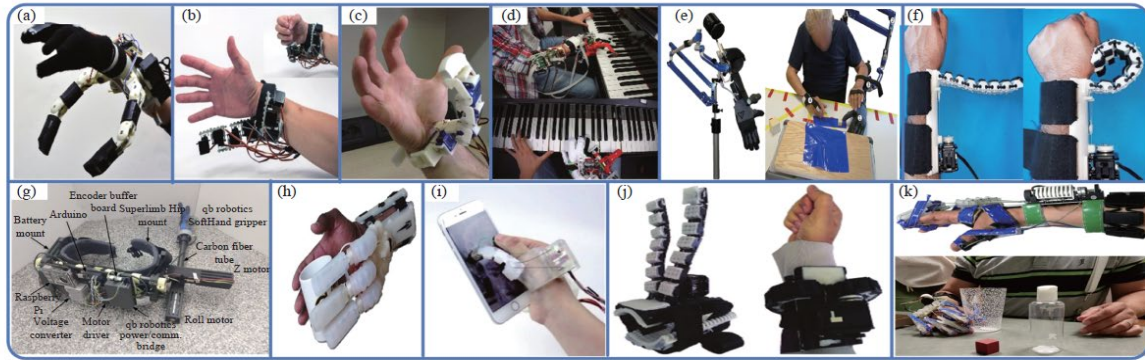 (a)
(b)
(c)
(d)
(e)
(f)
(g)
Encoder buffer
board
Arduino
Superlimb Hip
mount
qb robotics
SoftHand gripper
Battery
mount
Carbon fiber
tube
Z motor
Raspberry
Pi
Voltage
converter
Motor
driver
qb robotics
power/comm.
bridge
Roll motor
(h)
(i)
(j)
(k)